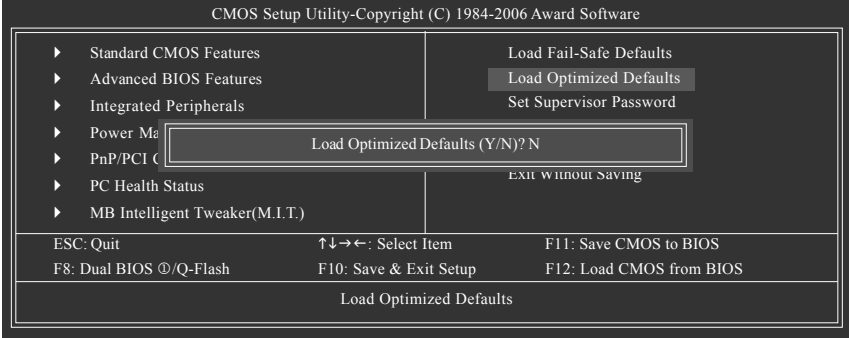 CMOS Setup Utility-Copyright (C) 1984-2006 Award Software
Standard CMOS Features
Advanced BIOS Features
Integrated Peripherals
Power Ma
PnP/PCI C
PC Health Status
MB Intelligent Tweaker(M.I.T.)
Load Fail-Safe Defaults
Load Optimized Defaults
Set Supervisor Password
Exit Without Saving
Load Optimized Defaults (Y/N)? N
ESC: Quit ↑↓→←: Select Item F11: Save CMOS to BIOS
F8: Dual BIOS ①/Q-Flash F10: Save & Exit Setup F12: Load CMOS from BIOS
Load Optimized Defaults